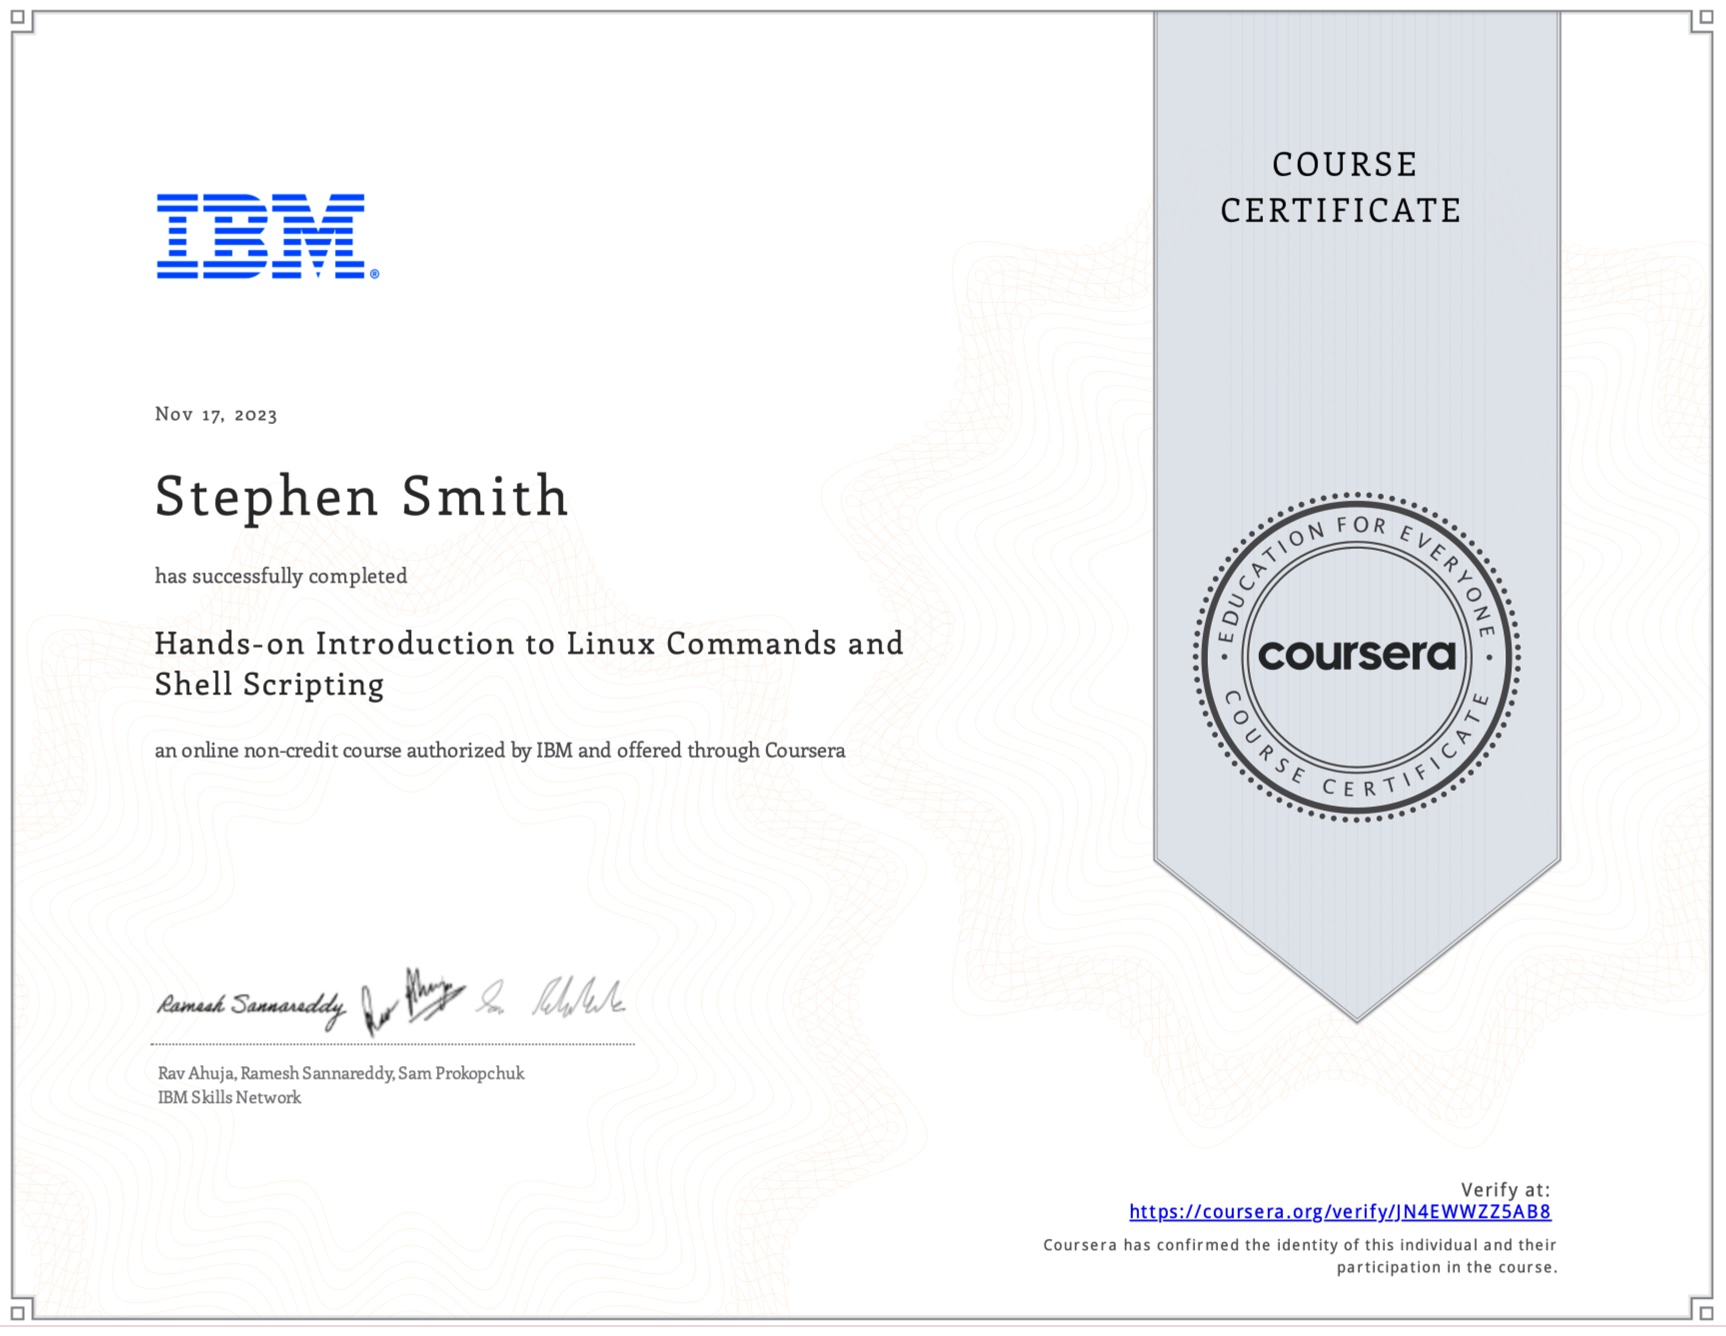 COURSE
CERTIFICATE
IBM®
Nov 17, 2023
Stephen Smith
has successfully completed
Hands-on Introduction to Linux Commands and
Shell Scripting
an online non-credit course authorized by IBM and offered through Coursera
EDUCATION FOR EVERYONE
coursera
COURSE CERTIFICATE
Ramesh Sannareddy Rav Ahuja
Rav Ahuja, Ramesh Sannareddy, Sam Prokopchuk
IBM Skills Network
Verify at:
https://coursera.org/verify/JN4EWWZZ5AB8
Coursera has confirmed the identity of this individual and their
participation in the course.